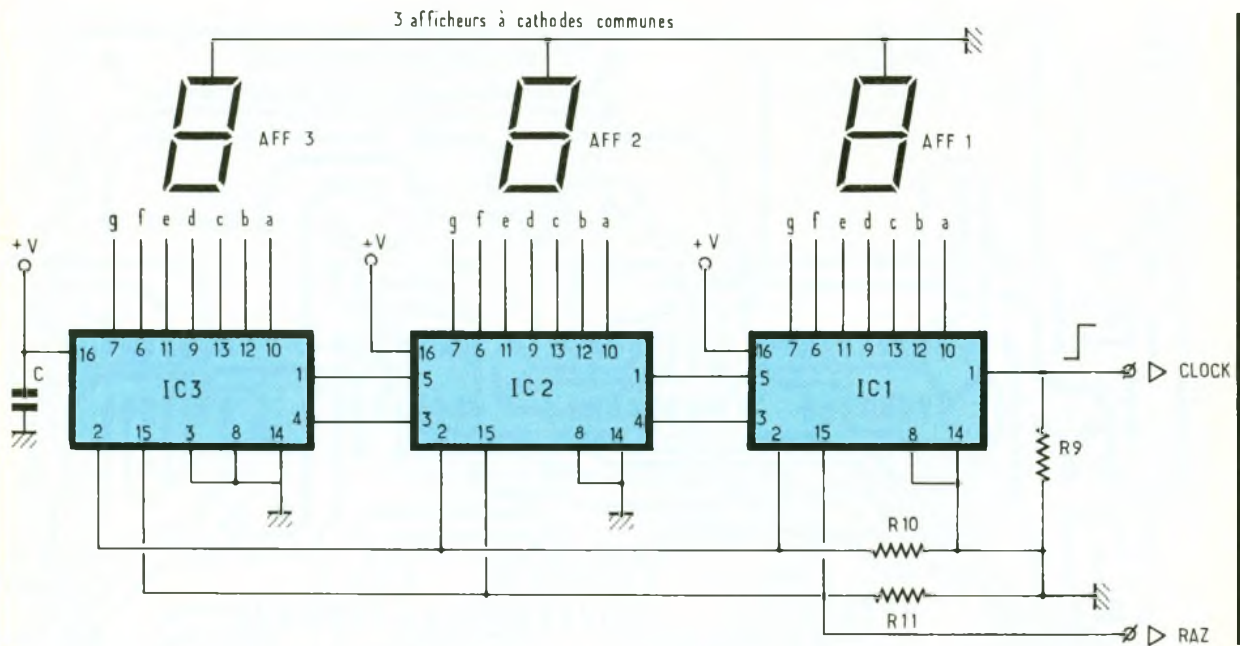 3 afficheurs à cathodes communes
AFF 3
AFF 2
AFF 1
g f e d c b a
g f e d c b a
g f e d c b a
+V
+V
+V
16 7 6 11 9 13 12 10
16 7 6 11 9 13 12 10
16 7 6 11 9 13 12 10
C
IC3
1
5
IC2
1
5
IC1
1
CLOCK
4
3
4
3
2 15 3 8 14
2 15 8 14
2 15 8 14
R9
R10
R11
RAZ